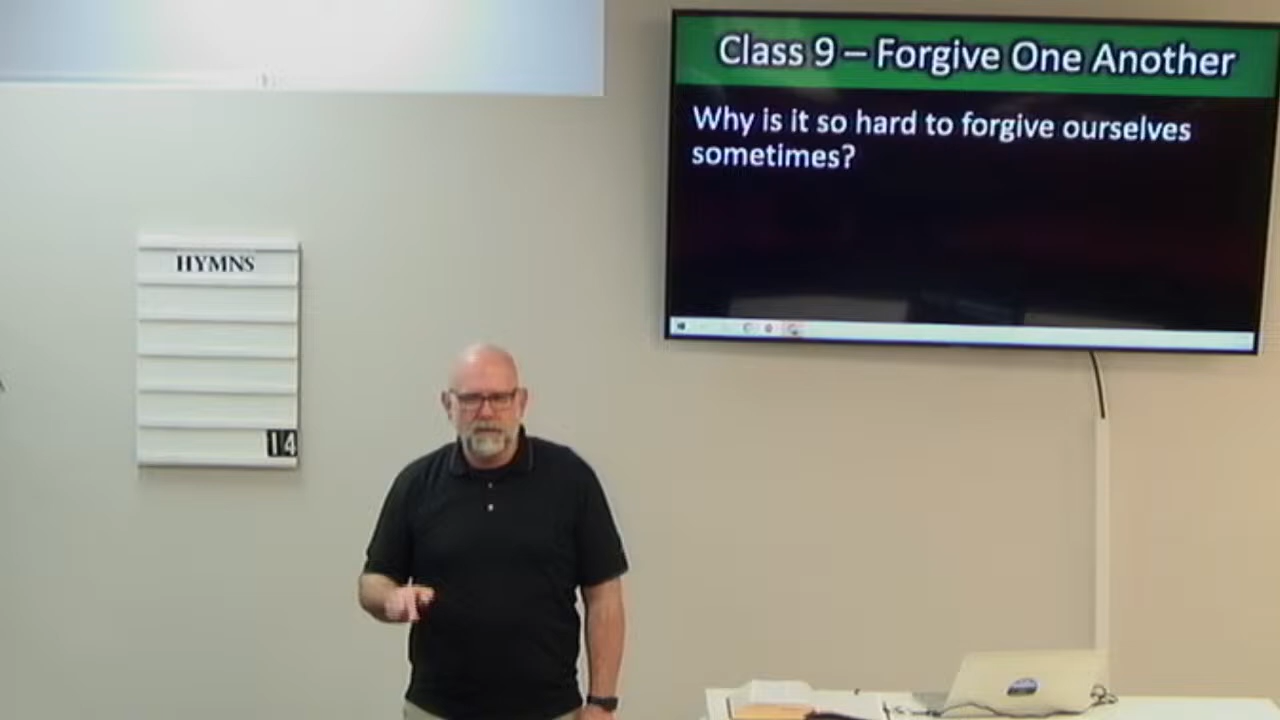 Class 9 – Forgive One Another
Why is it so hard to forgive ourselves
sometimes?
HYMNS
14